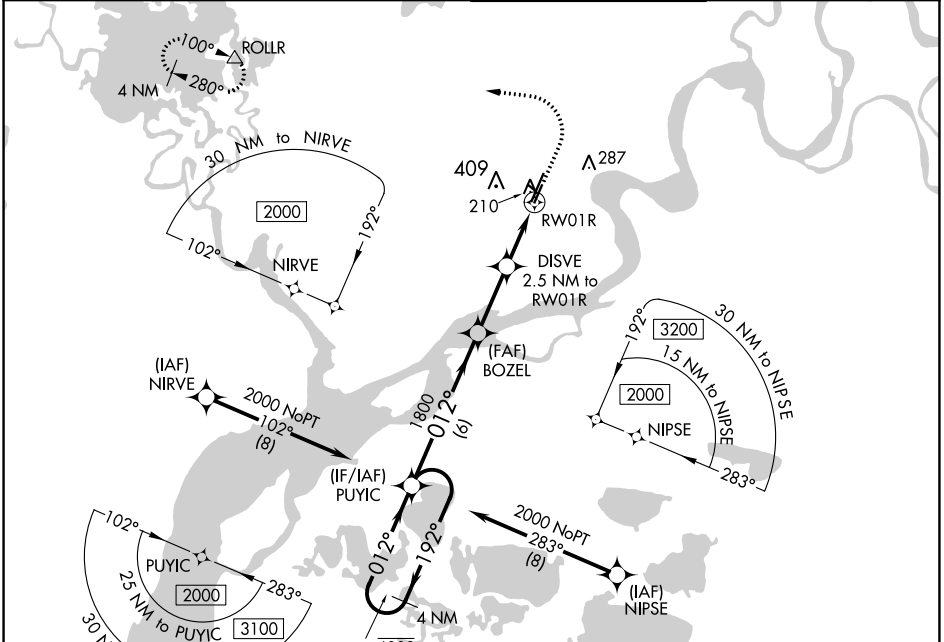 100°
ROLLR
280°
4 NM
30 NM to NIRVE
2000
192°
102°
NIRVE
409
287
210
RW01R
DISVE
2.5 NM to
RW01R
(FAF)
BOZEL
192°
3200
30 NM to NIPSE
15 NM to NIPSE
2000
NIPSE
283°
(IAF)
NIRVE
2000 NoPT
102°
(8)
1800
012°
(6)
(IF/IAF)
PUYIC
012°
192°
4 NM
2000 NoPT
283°
(8)
(IAF)
NIPSE
102°
PUYIC
283°
2000
25 NM to PUYIC
3100
30 N